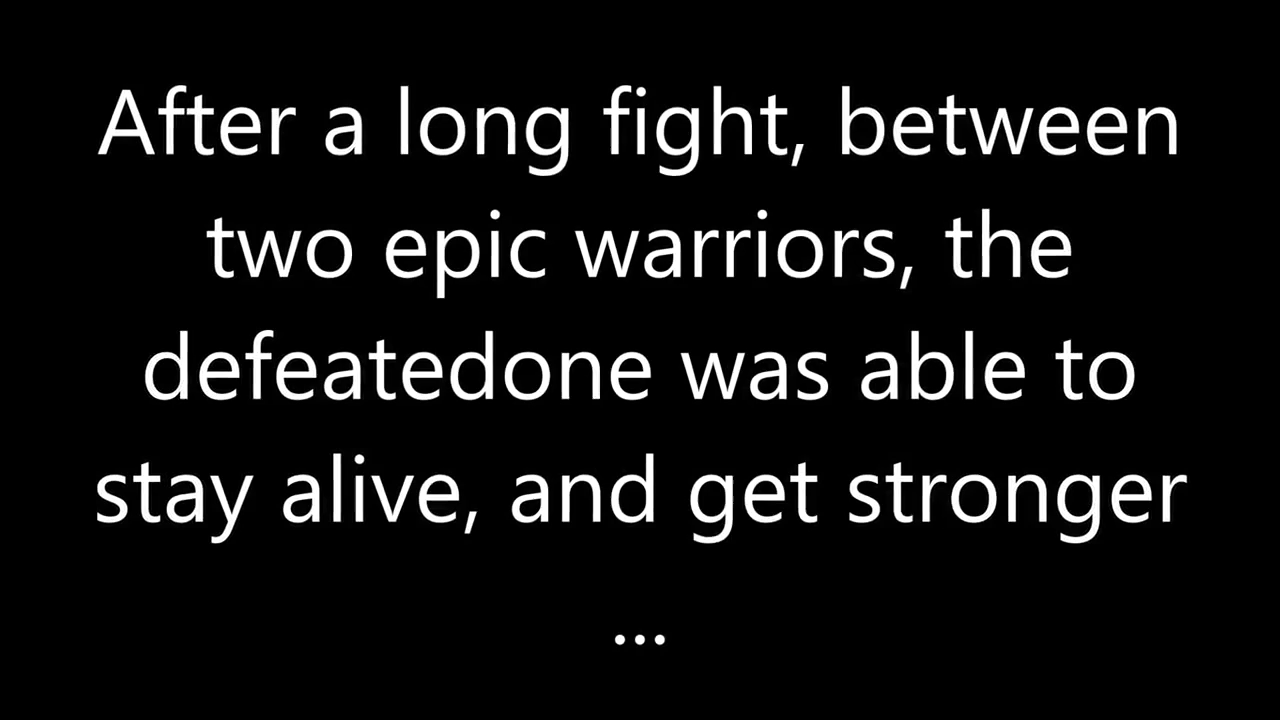 After a long fight, between
two epic warriors, the
defeatedone was able to
stay alive, and get stronger
...